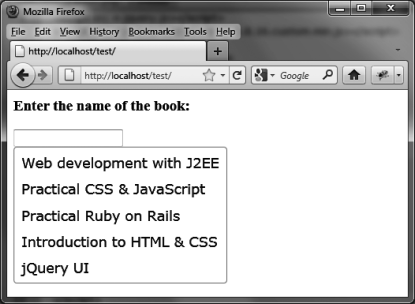 Mozilla Firefox
File Edit View History Bookmarks Tools Help
http://localhost/test/
http://localhost/test/ Google
Enter the name of the book:
Web development with J2EE
Practical CSS & JavaScript
Practical Ruby on Rails
Introduction to HTML & CSS
jQuery UI